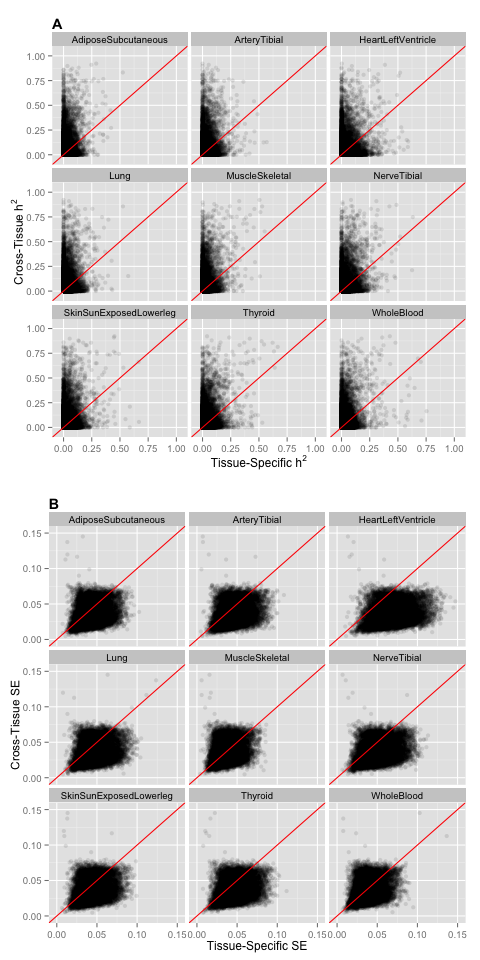 A
AdiposeSubcutaneous ArteryTibial HeartLeftVentricle
1.00
0.75
0.50
0.25
0.00
Lung MuscleSkeletal NerveTibial
1.00
0.75
0.50
0.25
0.00
Cross-Tissue h²
SkinSunExposedLowerleg Thyroid WholeBlood
1.00
0.75
0.50
0.25
0.00
0.00 0.25 0.50 0.75 1.00 0.00 0.25 0.50 0.75 1.00 0.00 0.25 0.50 0.75 1.00
Tissue-Specific h²
B
AdiposeSubcutaneous ArteryTibial HeartLeftVentricle
0.15
0.10
0.05
0.00
Lung MuscleSkeletal NerveTibial
0.15
0.10
0.05
0.00
Cross-Tissue SE
SkinSunExposedLowerleg Thyroid WholeBlood
0.15
0.10
0.05
0.00
0.00 0.05 0.10 0.15 0.00 0.05 0.10 0.15 0.00 0.05 0.10 0.15
Tissue-Specific SE